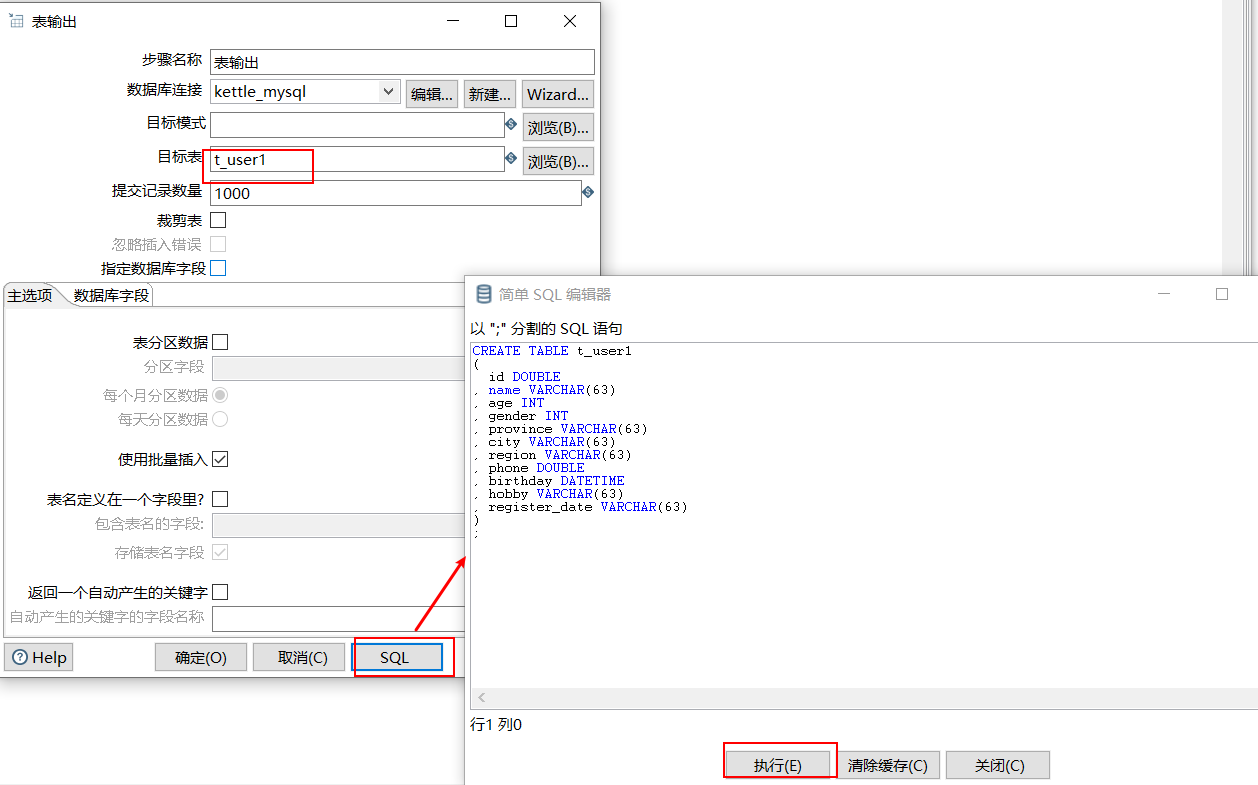 表输出
步骤名称 表输出
数据库连接 kettle_mysql 编辑... 新建... Wizard...
目标模式 浏览(B)...
目标表 t_user1 浏览(B)...
提交记录数量 1000
裁剪表
忽略插入错误
指定数据库字段
主选项 数据库字段
表分区数据
分区字段
每个月分区数据
每天分区数据
使用批量插入
表名定义在一个字段里?
包含表名的字段:
存储表名字段
返回一个自动产生的关键字
自动产生的关键字的字段名称
Help 确定(O) 取消(C) SQL
简单 SQL 编辑器
以 ";" 分割的 SQL 语句
CREATE TABLE t_user1
(
id DOUBLE
, name VARCHAR(63)
, age INT
, gender INT
, province VARCHAR(63)
, city VARCHAR(63)
, region VARCHAR(63)
, phone DOUBLE
, birthday DATETIME
, hobby VARCHAR(63)
, register_date VARCHAR(63)
)
;
行1 列0
执行(E) 清除缓存(C) 关闭(C)